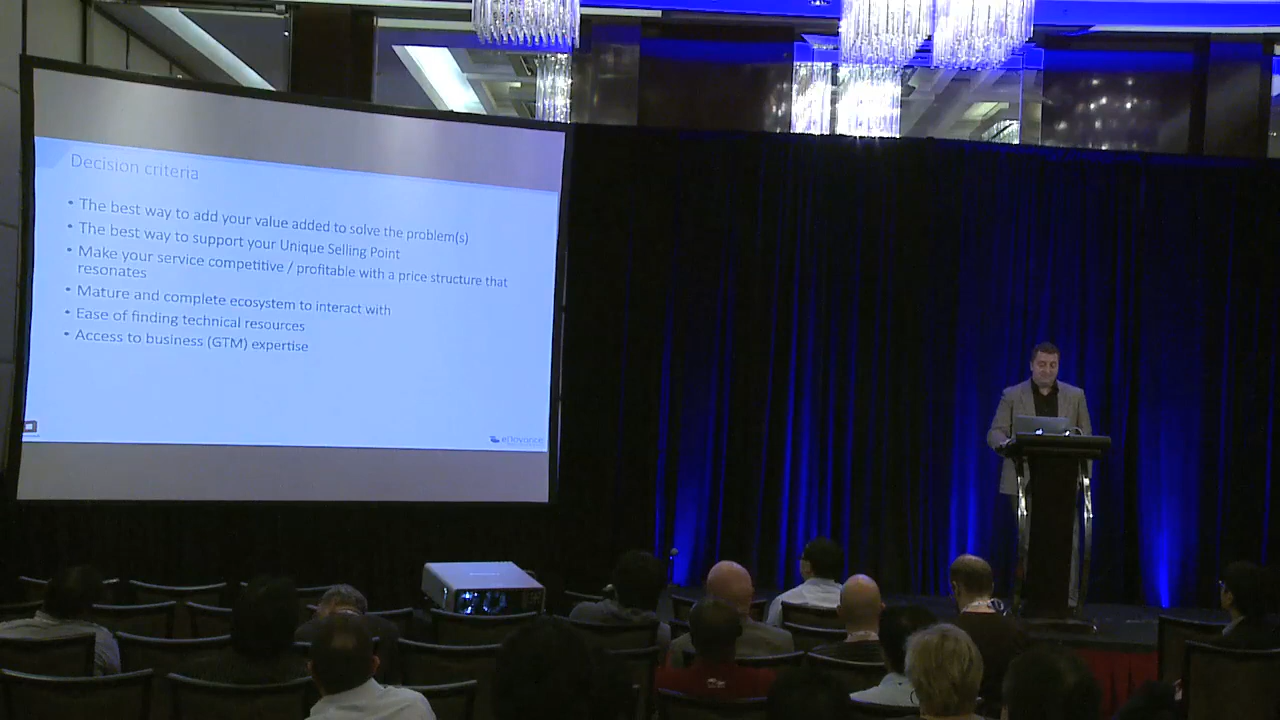 Decision criteria
• The best way to add your value added to solve the problem(s)
• The best way to support your Unique Selling Point
• Make your service competitive / profitable with a price structure that
resonates
• Mature and complete ecosystem to interact with
• Ease of finding technical resources
• Access to business (GTM) expertise
eNovance